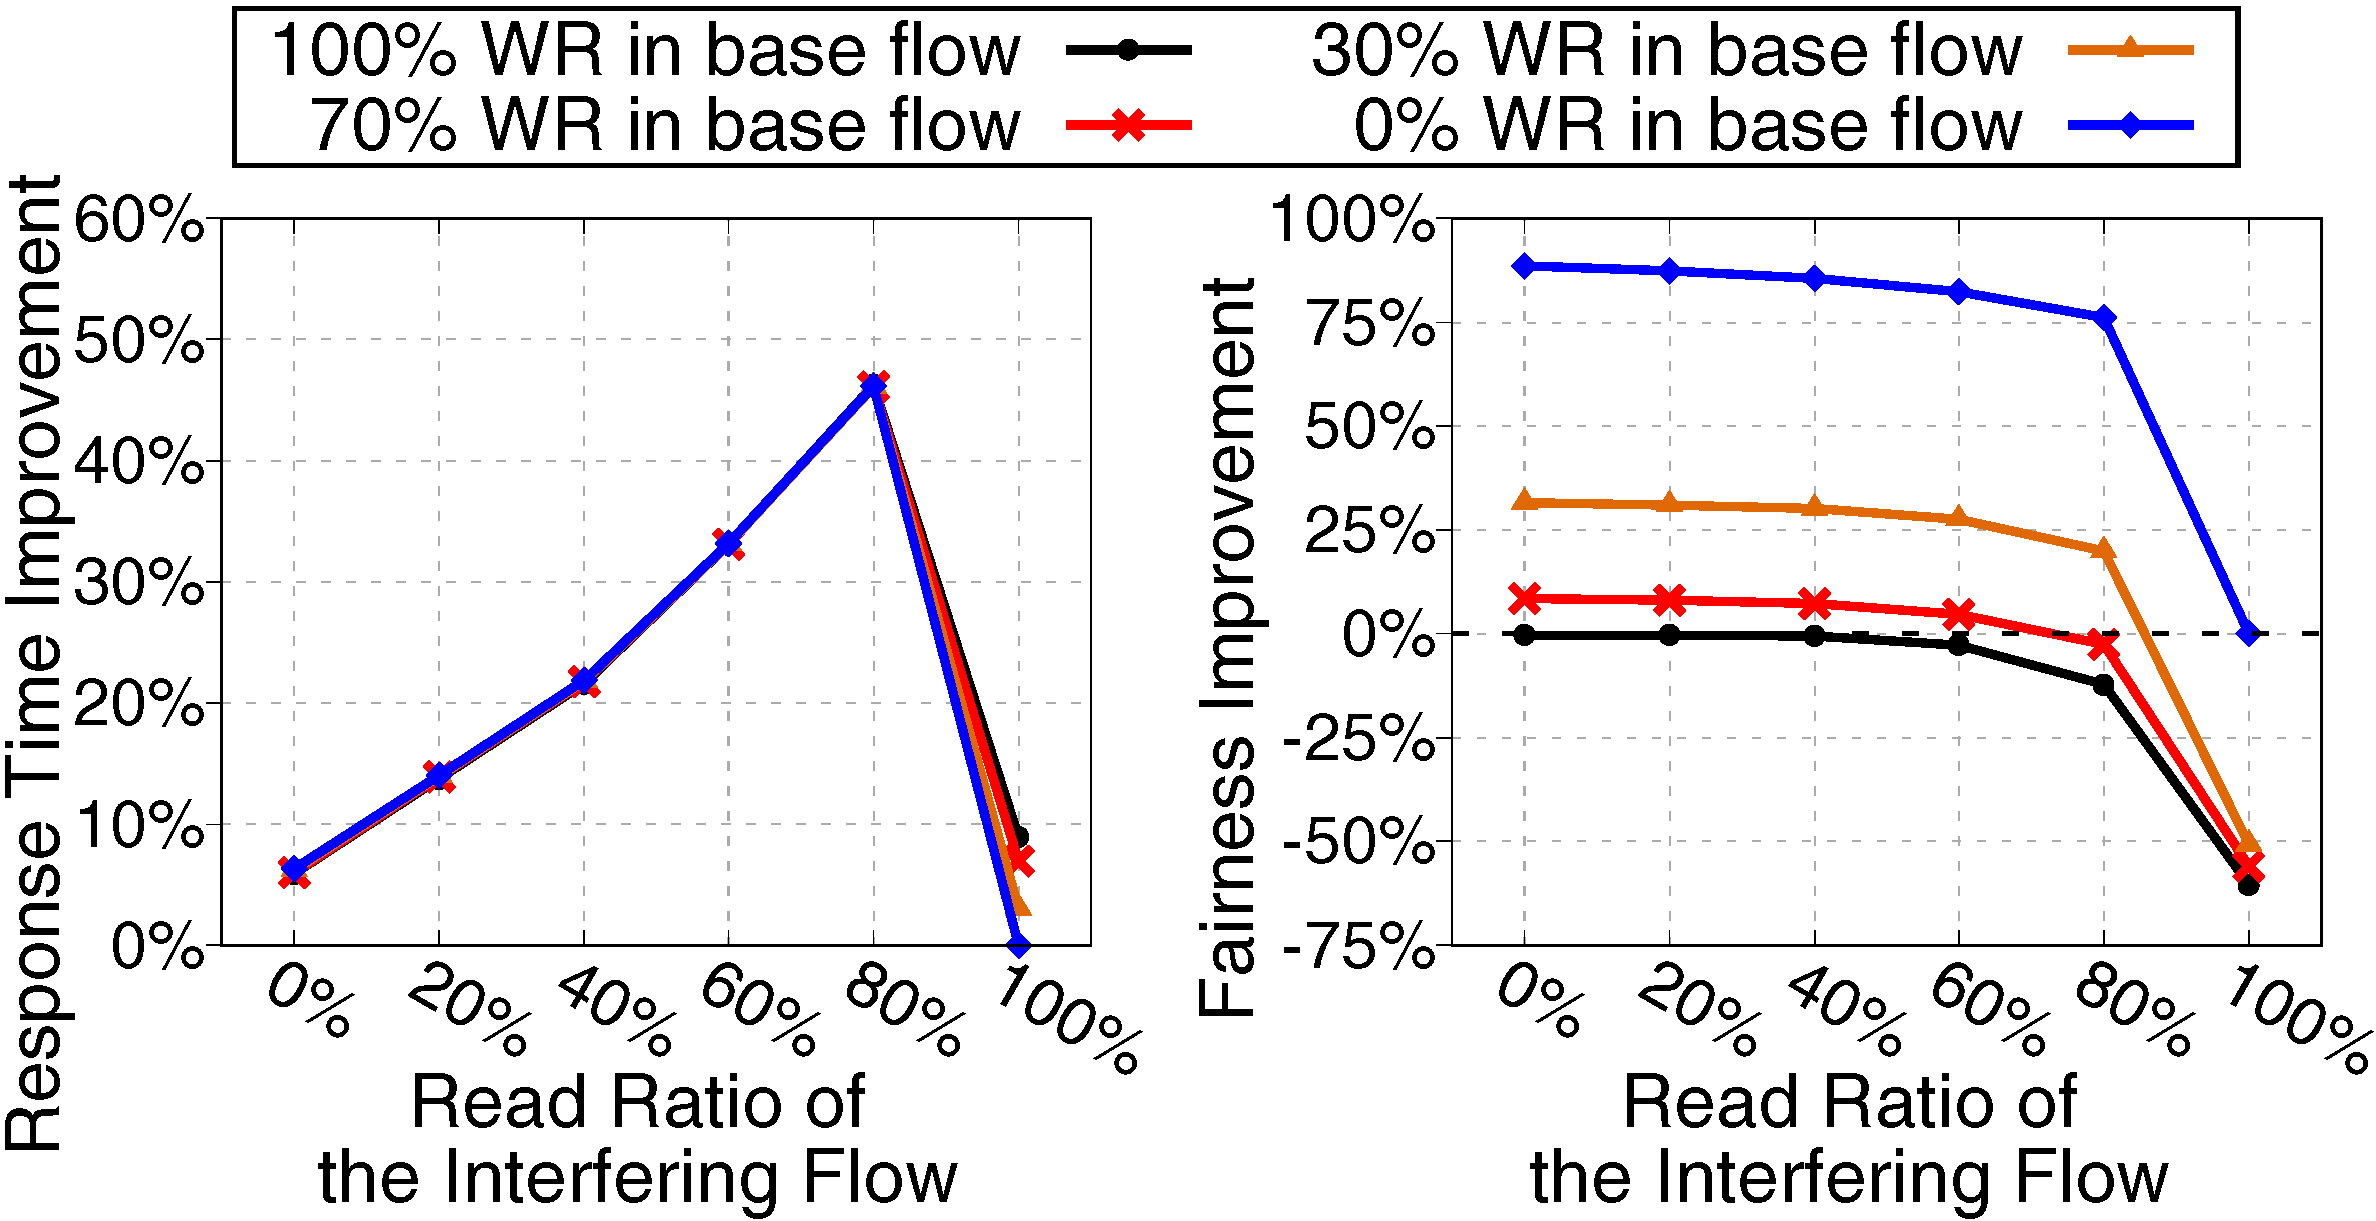 100% WR in base flow
30% WR in base flow
70% WR in base flow
0% WR in base flow
Response Time Improvement
60%
50%
40%
30%
20%
10%
0%
0%
20%
40%
60%
80%
100%
Read Ratio of
the Interfering Flow
Fairness Improvement
100%
75%
50%
25%
0%
-25%
-50%
-75%
0%
20%
40%
60%
80%
100%
Read Ratio of
the Interfering Flow